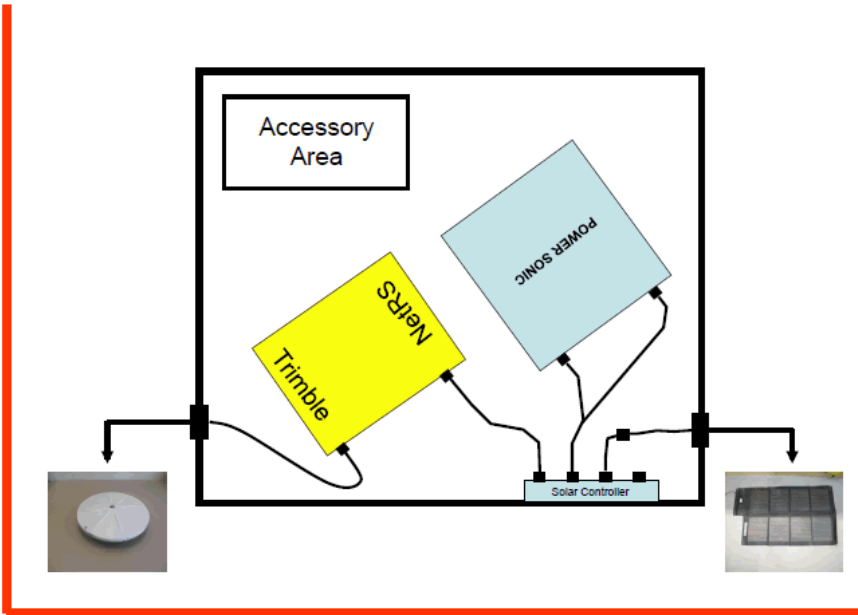 Accessory
Area
POWER SONIC
NetRS
Trimble
Solar Controller